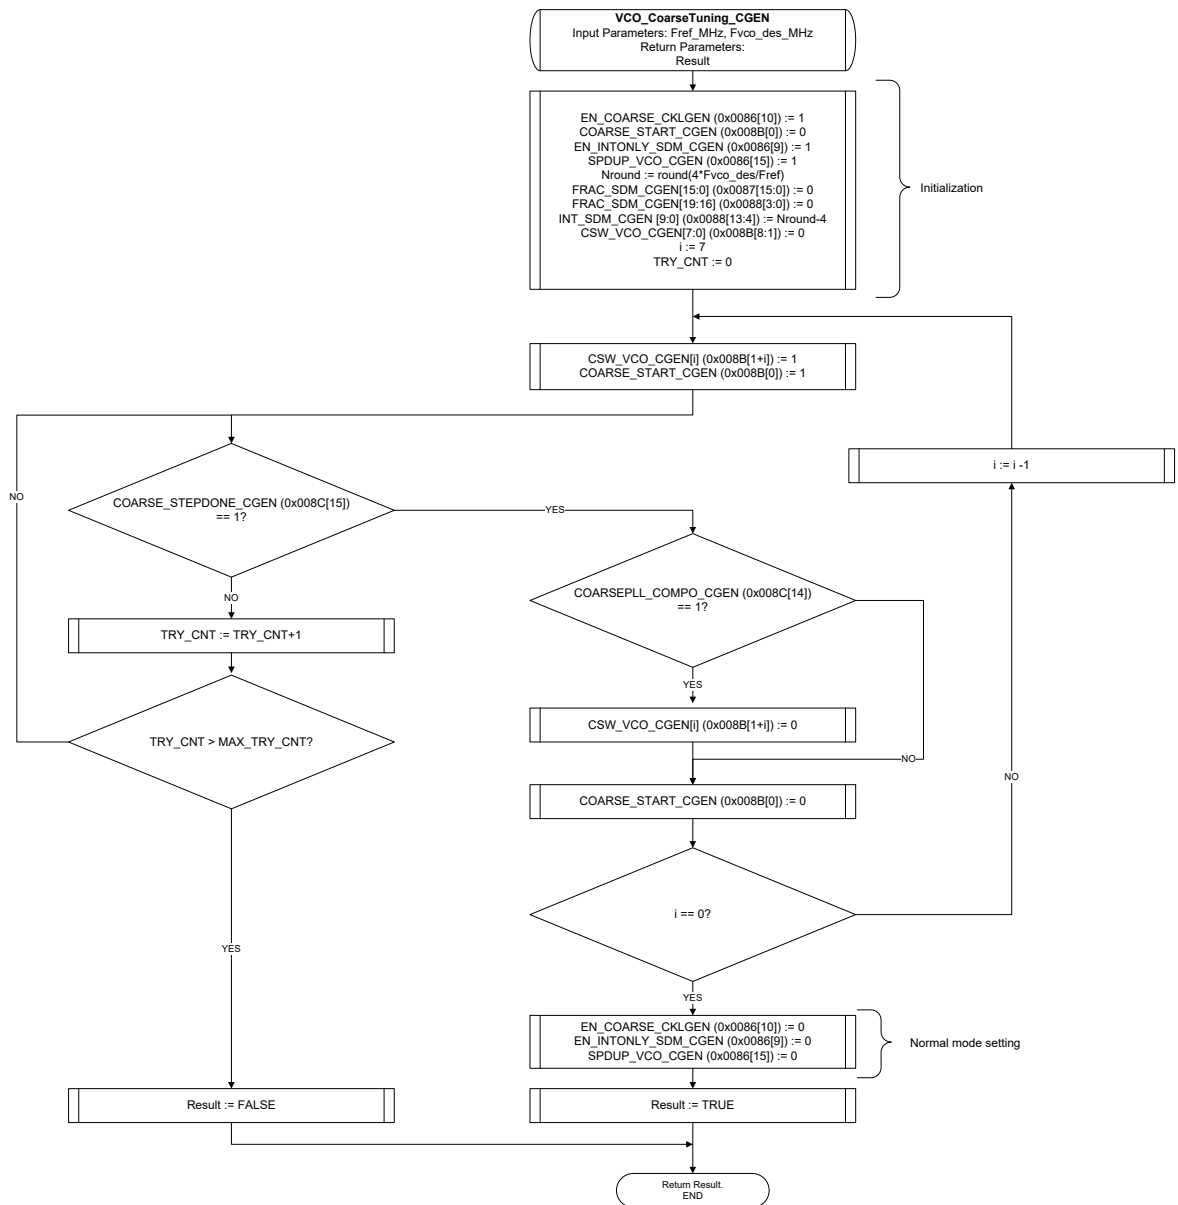 VCO_CoarseTuning_CGEN
Input Parameters: Fref_MHz, Fvco_des_MHz
Return Parameters:
Result
EN_COARSE_CKLGEN (0x0086[10]) := 1
COARSE_START_CGEN (0x008B[0]) := 0
EN_INTONLY_SDM_CGEN (0x0086[9]) := 1
SPDUP_VCO_CGEN (0x0086[15]) := 1
Nround := round(4*Fvco_des/Fref)
FRAC_SDM_CGEN[15:0] (0x0087[15:0]) := 0
FRAC_SDM_CGEN[19:16] (0x0088[3:0]) := 0
INT_SDM_CGEN [9:0] (0x0088[13:4]) := Nround-4
CSW_VCO_CGEN[7:0] (0x008B[8:1]) := 0
i := 7
TRY_CNT := 0
Initialization
CSW_VCO_CGEN[i] (0x008B[1+i]) := 1
COARSE_START_CGEN (0x008B[0]) := 1
i := i -1
NO
COARSE_STEPDONE_CGEN (0x008C[15])
== 1?
YES
NO
COARSEPLL_COMPO_CGEN (0x008C[14])
== 1?
TRY_CNT := TRY_CNT+1
YES
CSW_VCO_CGEN[i] (0x008B[1+i]) := 0
TRY_CNT > MAX_TRY_CNT?
NO
NO
COARSE_START_CGEN (0x008B[0]) := 0
i == 0?
YES
YES
EN_COARSE_CKLGEN (0x0086[10]) := 0
EN_INTONLY_SDM_CGEN (0x0086[9]) := 0
SPDUP_VCO_CGEN (0x0086[15]) := 0
Normal mode setting
Result := FALSE
Result := TRUE
Return Result.
END